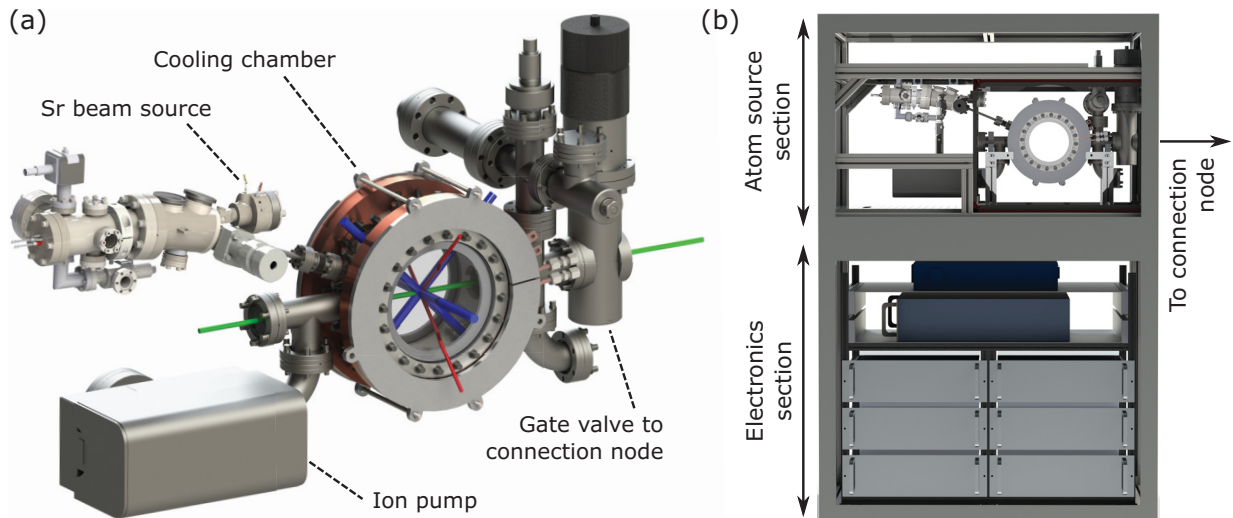 (a)
Cooling chamber
Sr beam source
Gate valve to
connection node
Ion pump
(b)
Atom source
section
Electronics
section
To connection
node